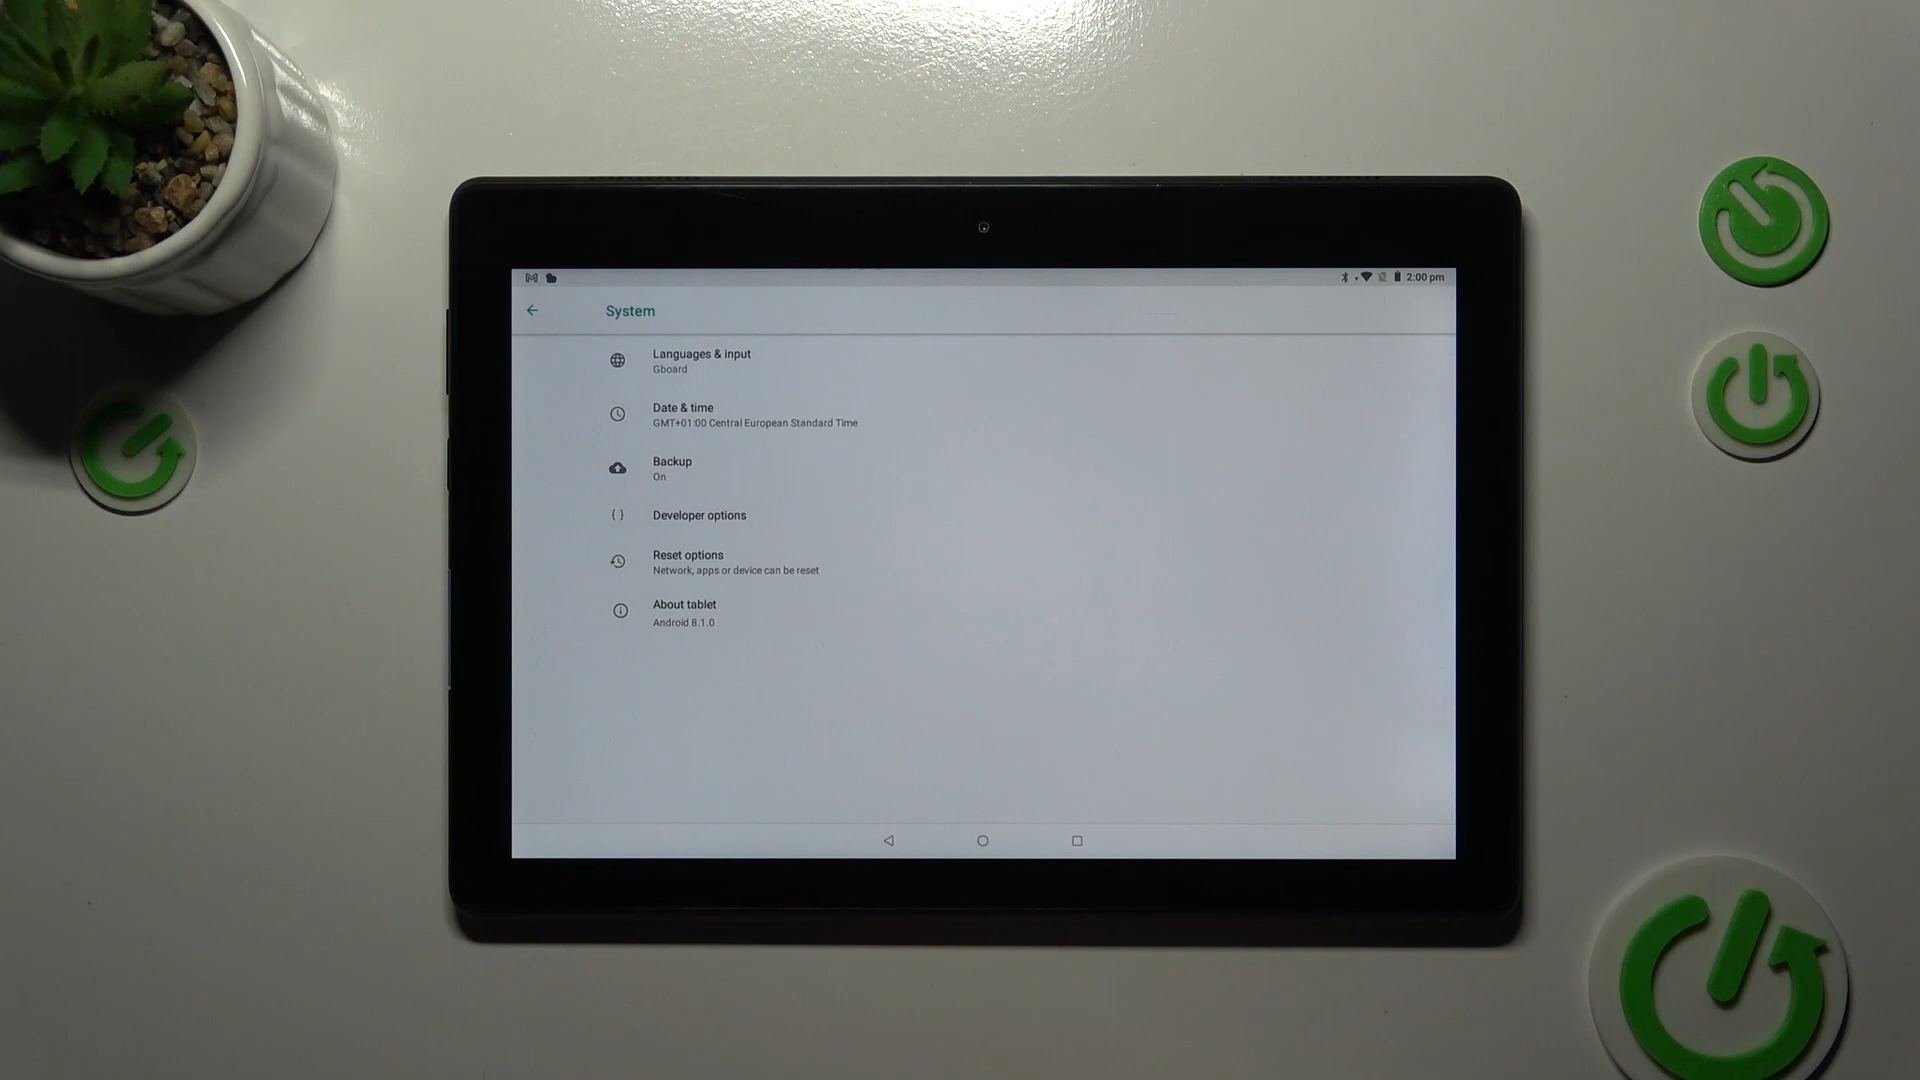 2:00 pm
System
Languages & input
Gboard
Date & time
GMT+01:00 Central European Standard Time
Backup
On
{ } Developer options
Reset options
Network, apps or device can be reset
About tablet
Android 8.1.0